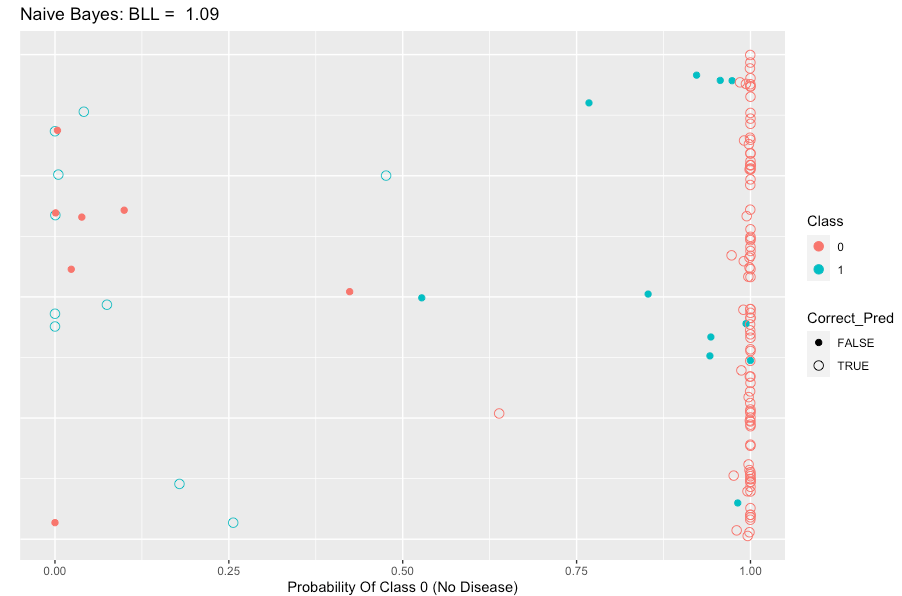 Naive Bayes: BLL =  1.09
Class
0
1
Correct_Pred
FALSE
TRUE
0.00 0.25 0.50 0.75 1.00
Probability Of Class 0 (No Disease)